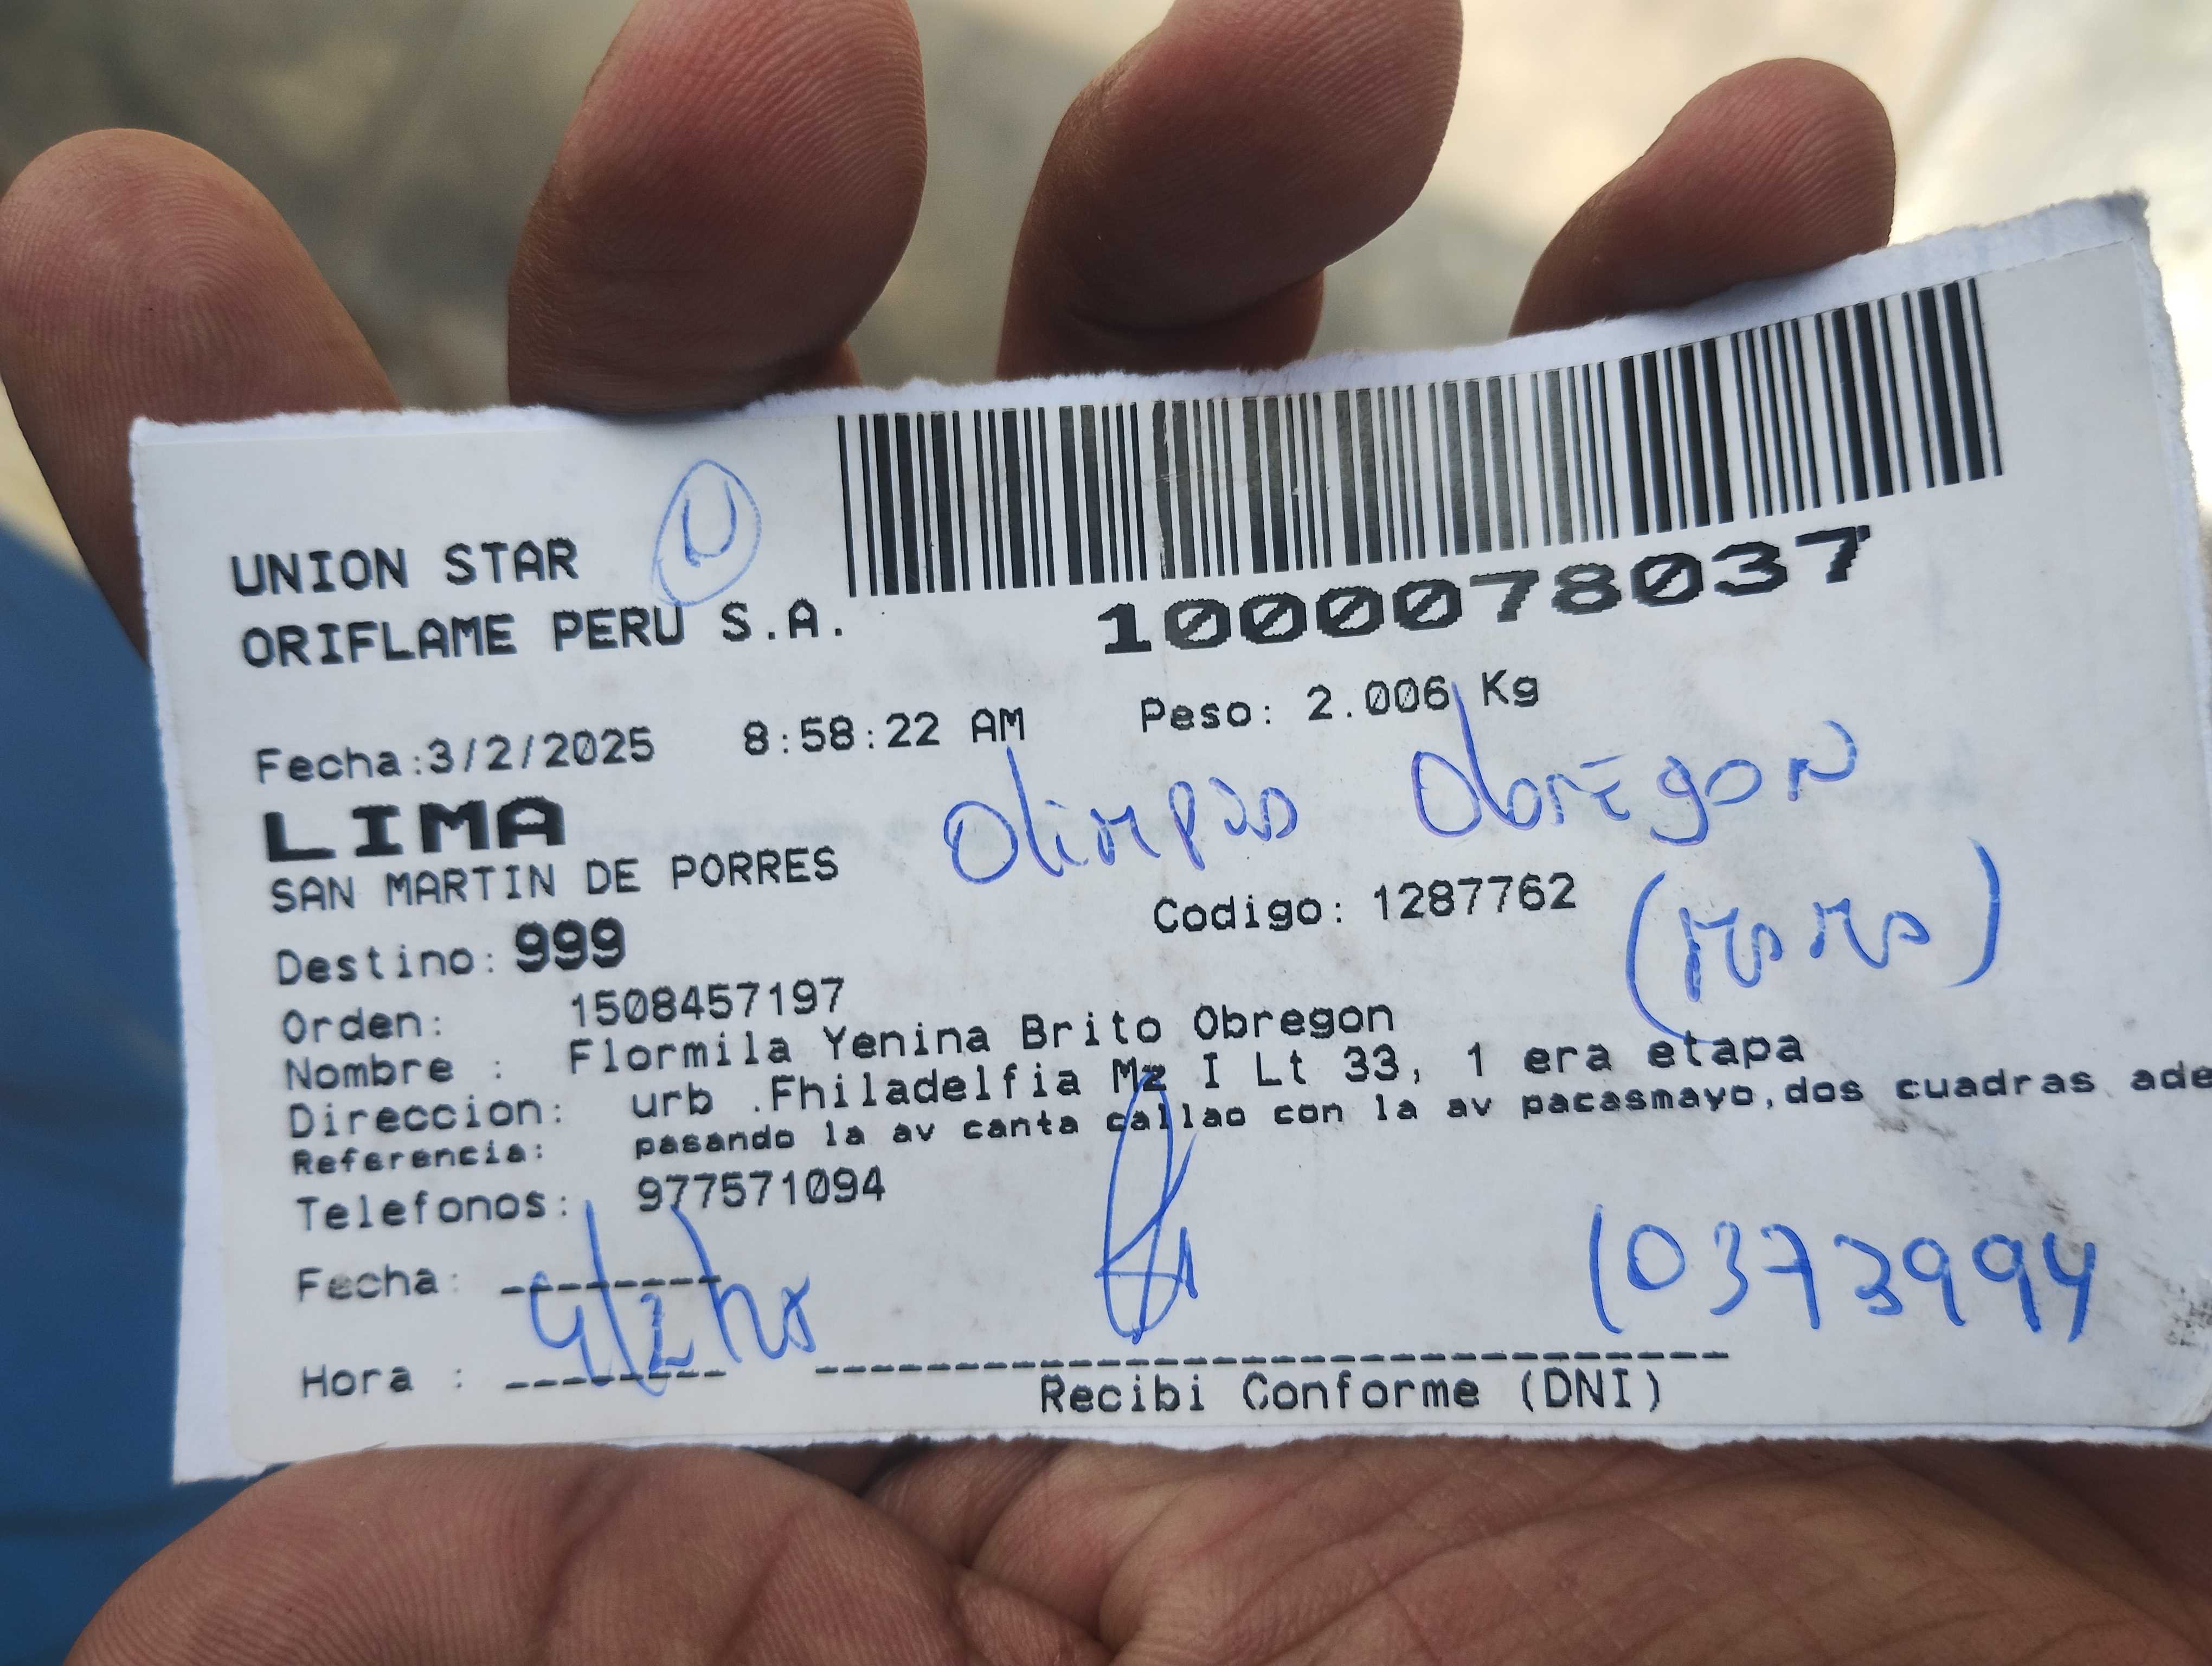 U
UNION STAR
ORIFLAME PERU S.A.
1000078037
Fecha:3/2/2025 8:58:22 AM Peso: 2.006 Kg
LIMA
Olimpia Obregon
SAN MARTIN DE PORRES
Destino: 999 Codigo: 1287762
(MAMA)
Orden: 1508457197
Nombre : Flormila Yenina Brito Obregon
Direccion: urb .Fhiladelfia Mz I Lt 33, 1 era etapa
Referencia: pasando la av canta callao con la av pacasmayo,dos cuadras ade
Telefonos: 977571094
Fecha: 4/2/
10373994
Hora :
Recibi Conforme (DNI)